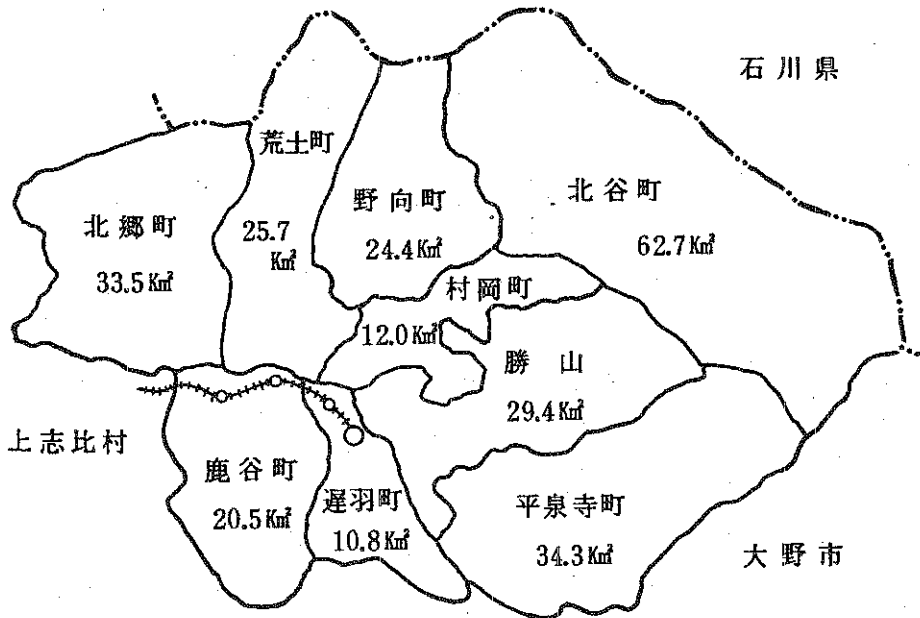 石川県
荒土町
25.7
K㎡
野向町
24.4K㎡
北谷町
62.7K㎡
北郷町
33.5K㎡
村岡町
12.0K㎡
勝山
29.4K㎡
上志比村
鹿谷町
20.5K㎡
遅羽町
10.8K㎡
平泉寺町
34.3K㎡
大野市